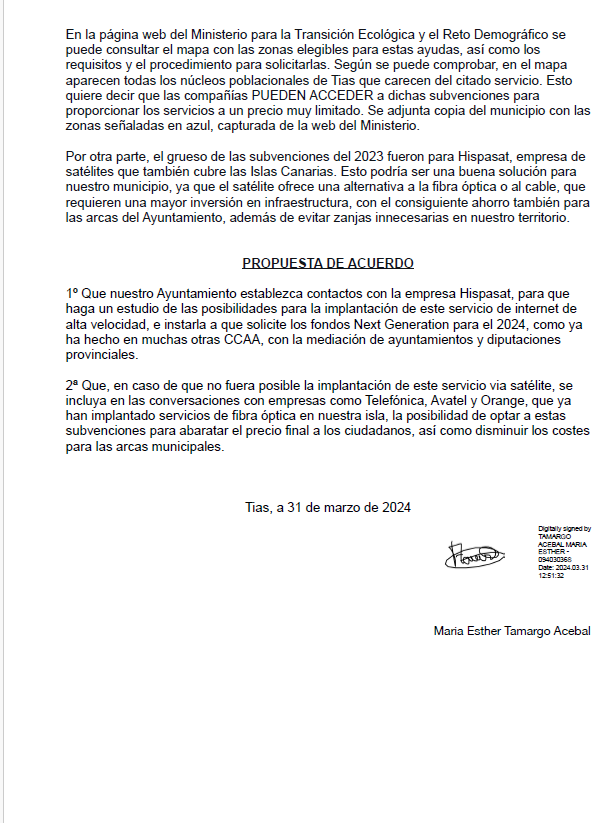 En la página web del Ministerio para la Transición Ecológica y el Reto Demográfico se
puede consultar el mapa con las zonas elegibles para estas ayudas, así como los
requisitos y el procedimiento para solicitarlas. Según se puede comprobar, en el mapa
aparecen todas los núcleos poblacionales de Tias que carecen del citado servicio. Esto
quiere decir que las compañías PUEDEN ACCEDER a dichas subvenciones para
proporcionar los servicios a un precio muy limitado. Se adjunta copia del municipio con las
zonas señaladas en azul, capturada de la web del Ministerio.
Por otra parte, el grueso de las subvenciones del 2023 fueron para Hispasat, empresa de
satélites que también cubre las Islas Canarias. Esto podría ser una buena solución para
nuestro municipio, ya que el satélite ofrece una alternativa a la fibra óptica o al cable, que
requieren una mayor inversión en infraestructura, con el consiguiente ahorro también para
las arcas del Ayuntamiento, además de evitar zanjas innecesarias en nuestro territorio.
PROPUESTA DE ACUERDO
1º Que nuestro Ayuntamiento establezca contactos con la empresa Hispasat, para que
haga un estudio de las posibilidades para la implantación de este servicio de internet de
alta velocidad, e instarla a que solicite los fondos Next Generation para el 2024, como ya
ha hecho en muchas otras CCAA, con la mediación de ayuntamientos y diputaciones
provinciales.
2ª Que, en caso de que no fuera posible la implantación de este servicio via satélite, se
incluya en las conversaciones con empresas como Telefónica, Avatel y Orange, que ya
han implantado servicios de fibra óptica en nuestra isla, la posibilidad de optar a estas
subvenciones para abaratar el precio final a los ciudadanos, así como disminuir los costes
para las arcas municipales.
Tias, a 31 de marzo de 2024
Digitally signed by
TAMARGO
ACEBAL MARIA
ESTHER -
09403036B
Date: 2024.03.31
12:51:32
Maria Esther Tamargo Acebal